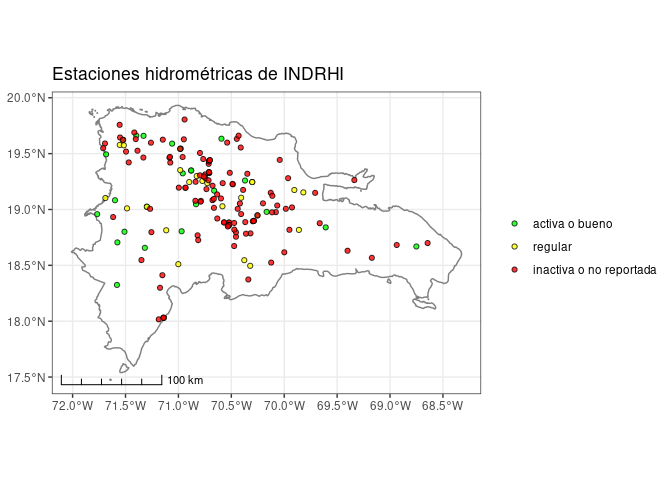 Estaciones hidrométricas de INDRHI
20.0°N
19.5°N
19.0°N
18.5°N
18.0°N
17.5°N
activa o bueno
regular
inactiva o no reportada
100 km
72.0°W 71.5°W 71.0°W 70.5°W 70.0°W 69.5°W 69.0°W 68.5°W